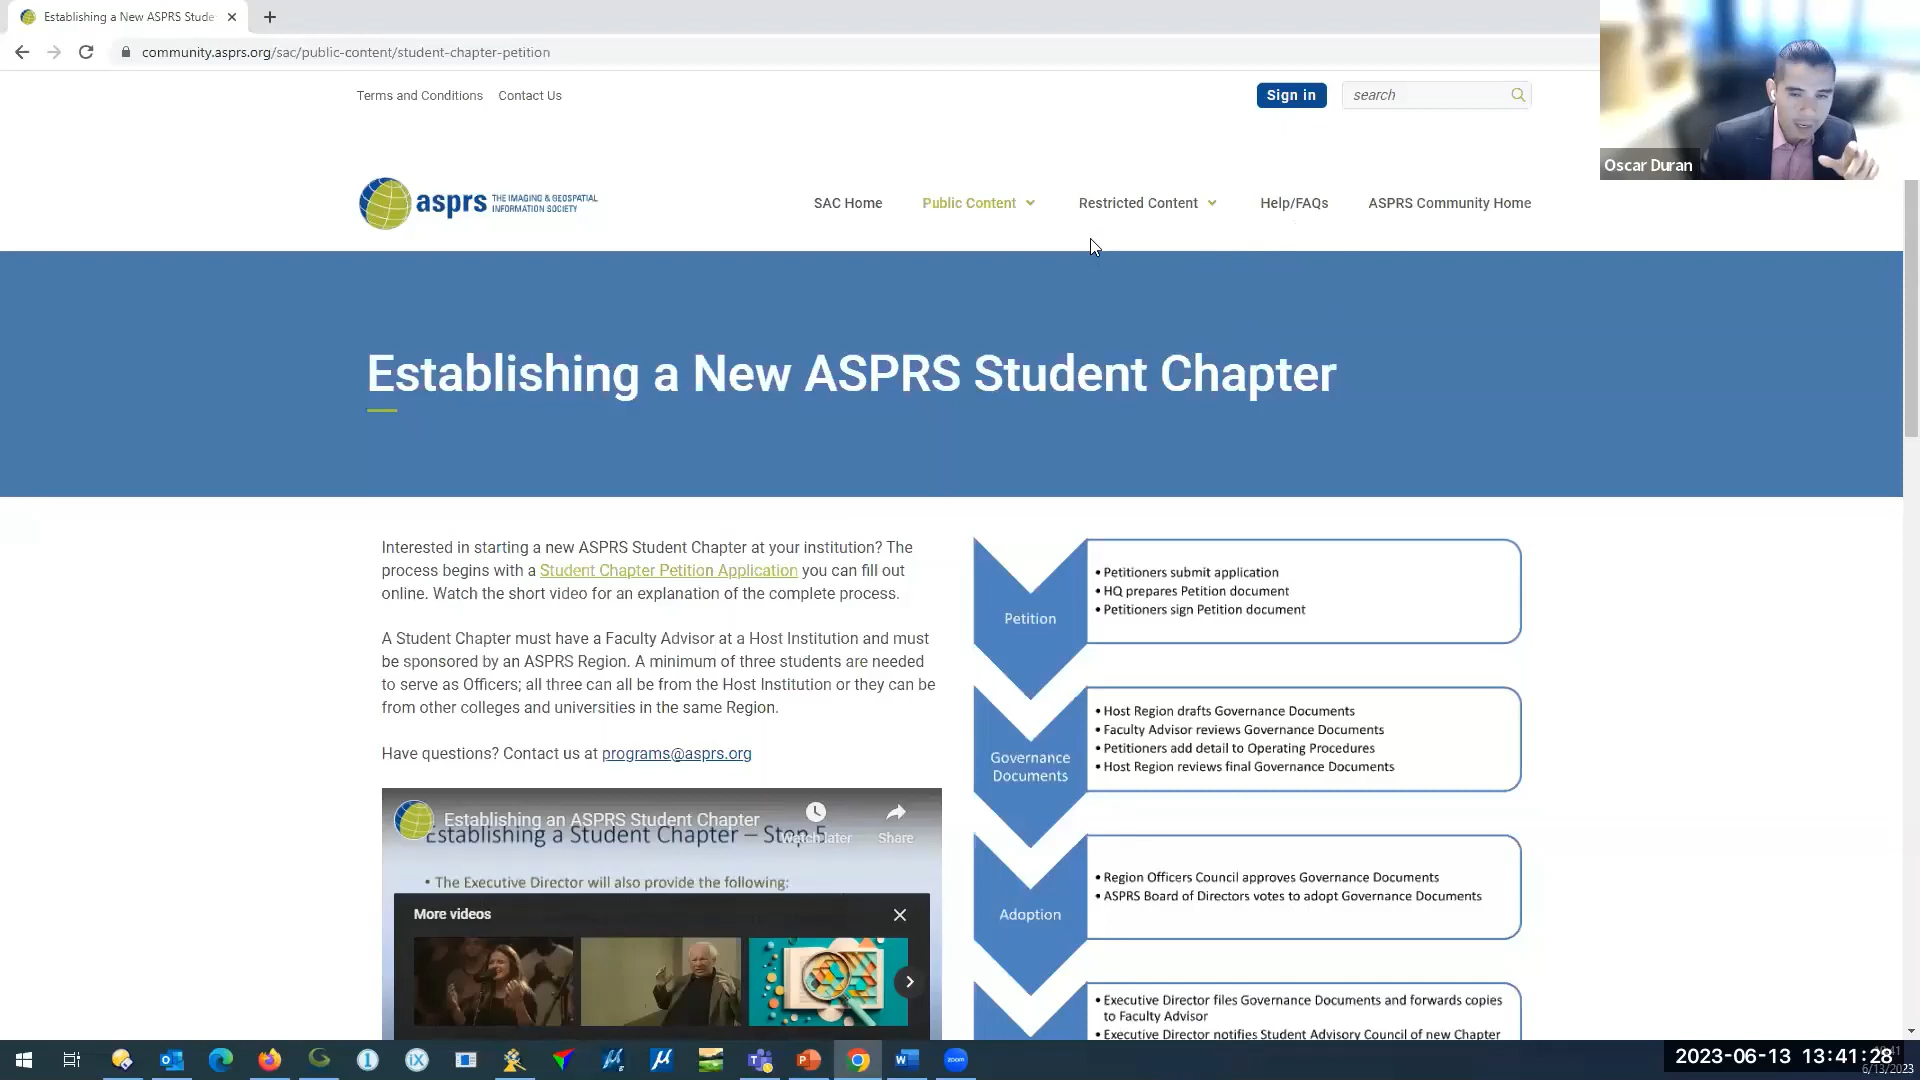 Establishing a New ASPRS Stude
community.asprs.org/sac/public-content/student-chapter-petition
Terms and Conditions
Contact Us
Sign in
search
Oscar Duran
asprs THE IMAGING & GEOSPATIAL
INFORMATION SOCIETY
SAC Home
Public Content
Restricted Content
Help/FAQs
ASPRS Community Home
Establishing a New ASPRS Student Chapter
Interested in starting a new ASPRS Student Chapter at your institution? The
process begins with a Student Chapter Petition Application you can fill out
online. Watch the short video for an explanation of the complete process.
A Student Chapter must have a Faculty Advisor at a Host Institution and must
be sponsored by an ASPRS Region. A minimum of three students are needed
to serve as Officers; all three can all be from the Host Institution or they can be
from other colleges and universities in the same Region.
Have questions? Contact us at programs@asprs.org
Establishing an ASPRS Student Chapter
Watch later
Share
Establishing a Student Chapter – Step 5
• The Executive Director will also provide the following:
More videos
Petition
• Petitioners submit application
• HQ prepares Petition document
• Petitioners sign Petition document
Governance
Documents
• Host Region drafts Governance Documents
• Faculty Advisor reviews Governance Documents
• Petitioners add detail to Operating Procedures
• Host Region reviews final Governance Documents
Adoption
• Region Officers Council approves Governance Documents
• ASPRS Board of Directors votes to adopt Governance Documents
• Executive Director files Governance Documents and forwards copies
to Faculty Advisor
• Executive Director notifies Student Advisory Council of new Chapter
zoom
2023-06-13 13:41:28
6/13/2023